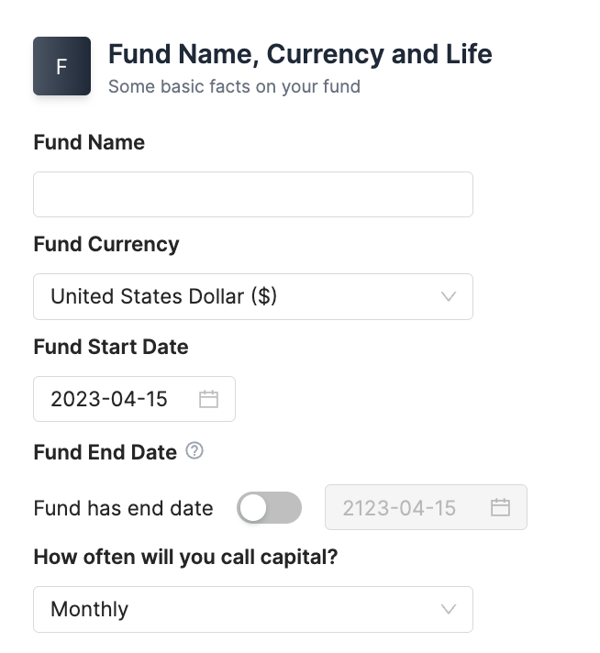 F
Fund Name, Currency and Life
Some basic facts on your fund
Fund Name
Fund Currency
United States Dollar ($)
Fund Start Date
2023-04-15
Fund End Date ?
Fund has end date 2123-04-15
How often will you call capital?
Monthly